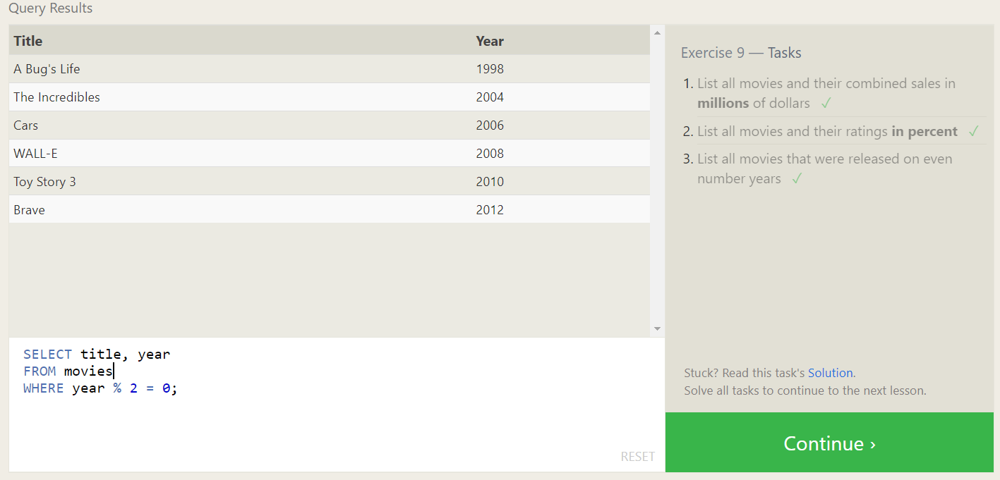 Query Results
Title Year
A Bug's Life 1998
The Incredibles 2004
Cars 2006
WALL-E 2008
Toy Story 3 2010
Brave 2012
SELECT title, year
FROM movies
WHERE year % 2 = 0;
RESET
Exercise 9 — Tasks
1. List all movies and their combined sales in
millions of dollars ✓
2. List all movies and their ratings in percent ✓
3. List all movies that were released on even
number years ✓
Stuck? Read this task's Solution.
Solve all tasks to continue to the next lesson.
Continue ›